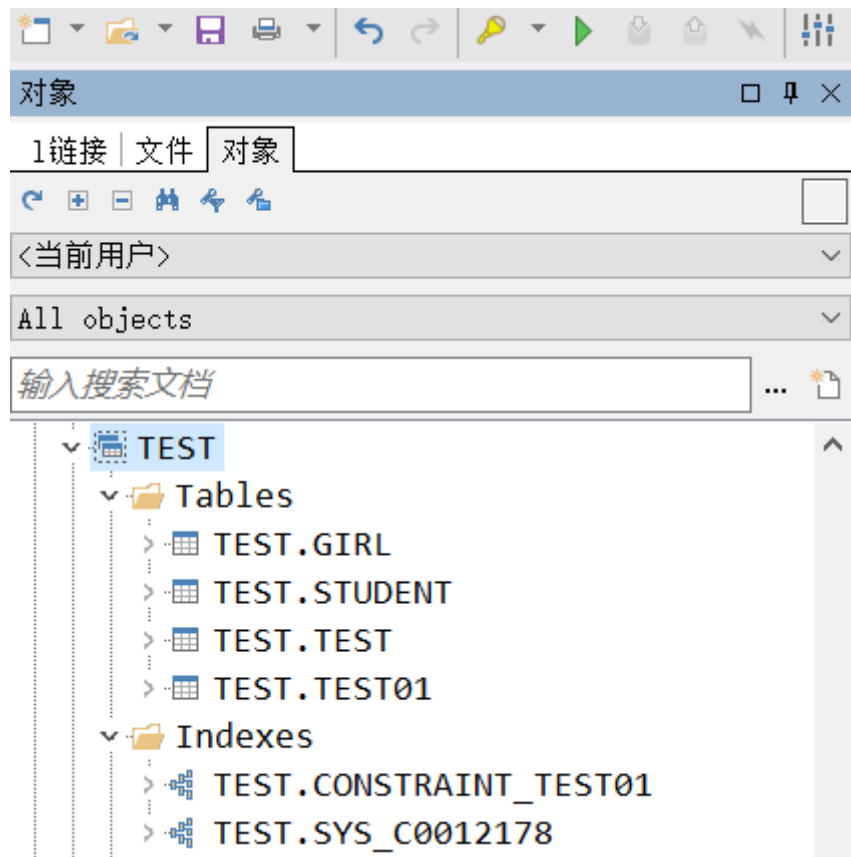 对象
1链接 文件 对象
<当前用户>
All objects
输入搜索文档 ...
TEST
Tables
TEST.GIRL
TEST.STUDENT
TEST.TEST
TEST.TEST01
Indexes
TEST.CONSTRAINT_TEST01
TEST.SYS_C0012178